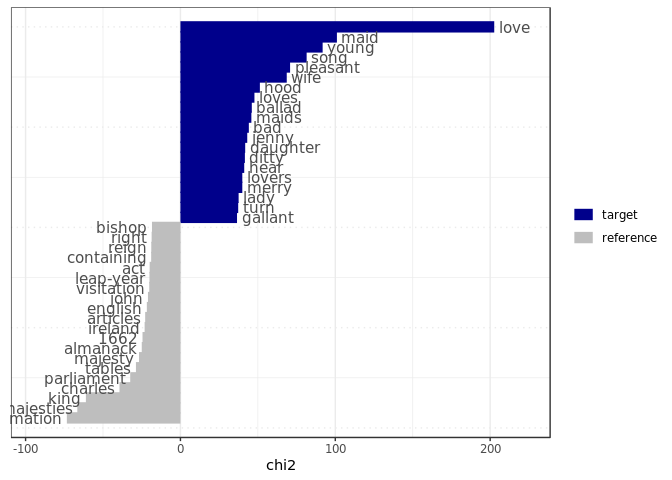 love
maid
young
song
pleasant
wife
hood
loves
ballad
maids
bad
jenny
daughter
ditty
hear
lovers
merry
lady
turn
gallant
bishop
right
reign
containing
act
leap-year
visitation
john
english
articles
ireland
1662
almanack
majesty
tables
parliament
charles
king
majesties
mation
-100 0 100 200
chi2
target
reference